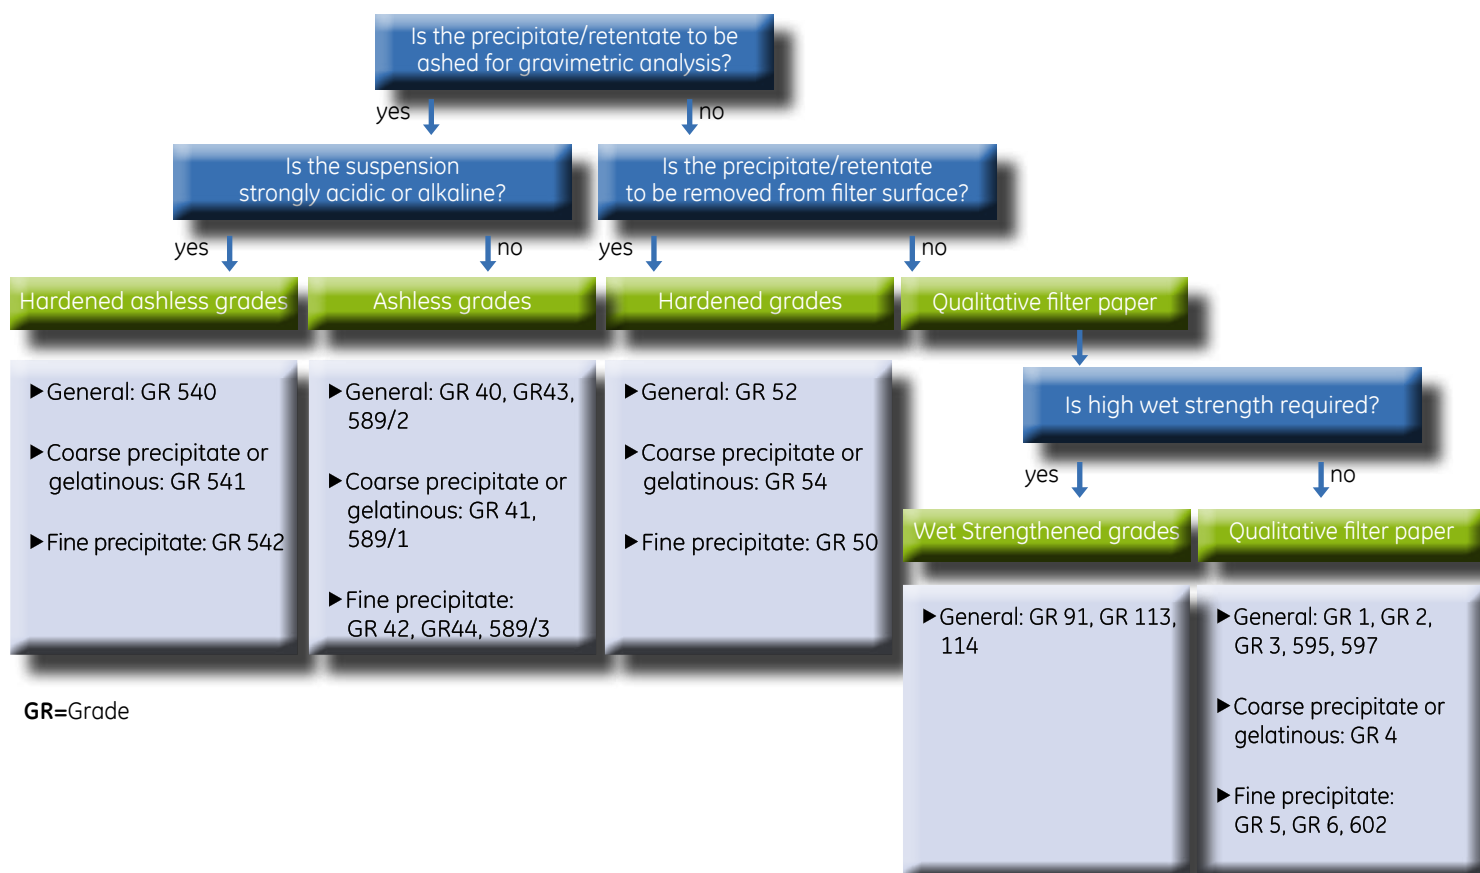 Is the precipitate/retentate to be
ashed for gravimetric analysis?
yes
no
Is the suspension
strongly acidic or alkaline?
Is the precipitate/retentate
to be removed from filter surface?
yes
no
yes
no
Hardened ashless grades
Ashless grades
Hardened grades
Qualitative filter paper
General: GR 540
Coarse precipitate or
gelatinous: GR 541
Fine precipitate: GR 542
General: GR 40, GR43,
589/2
Coarse precipitate or
gelatinous: GR 41,
589/1
Fine precipitate:
GR 42, GR44, 589/3
General: GR 52
Coarse precipitate or
gelatinous: GR 54
Fine precipitate: GR 50
Is high wet strength required?
yes
no
Wet Strengthened grades
Qualitative filter paper
General: GR 91, GR 113,
114
General: GR 1, GR 2,
GR 3, 595, 597
Coarse precipitate or
gelatinous: GR 4
Fine precipitate:
GR 5, GR 6, 602
GR=Grade